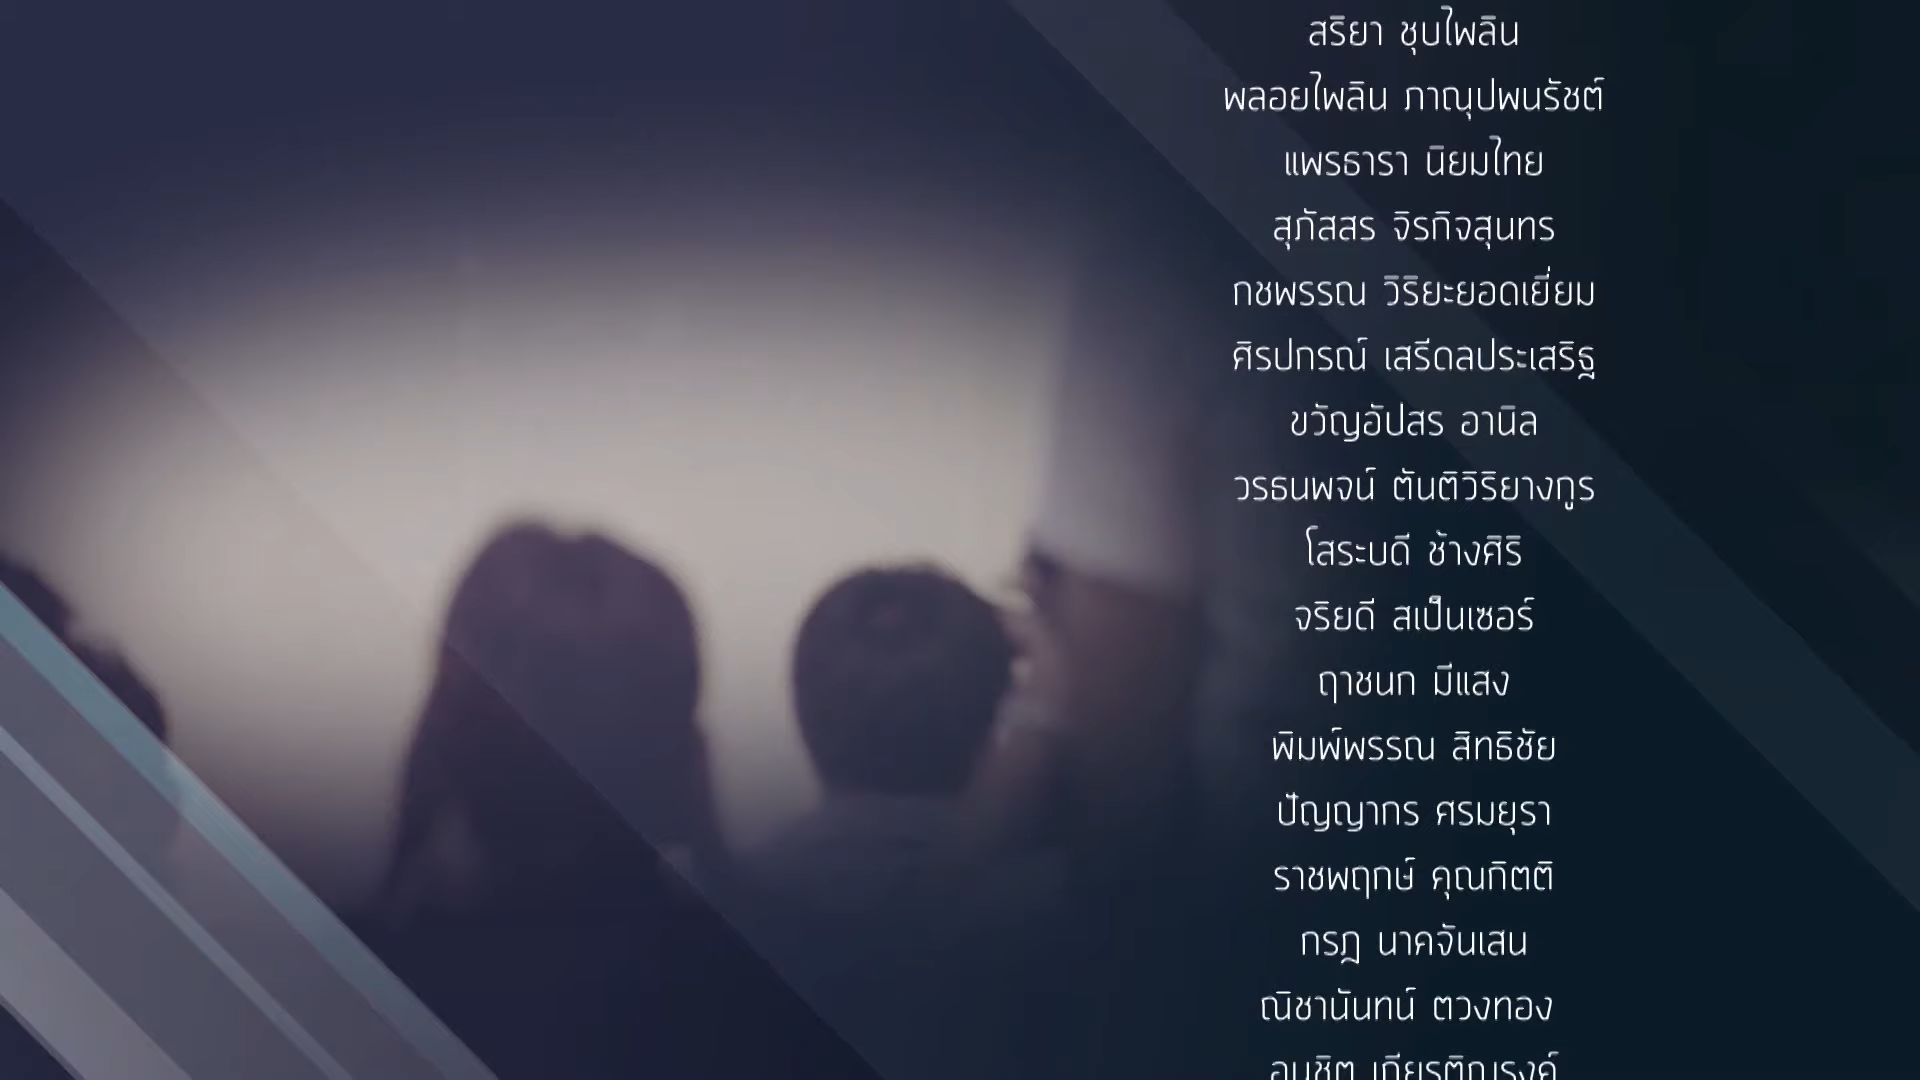 สริยา ชุบไพลิน
พลอยไพลิน ภาณุปพนรัชต์
แพรธารา นิยมไทย
สุภัสสร จิรกิจสุนทร
กชพรรณ วิริยะยอดเยี่ยม
ศิรปกรณ์ เสรีดลประเสริฐ
ขวัญอัปสร อานิล
วรธนพจน์ ตันติวิริยางกูร
โสระบดี ช้างศิริ
จริยดี สเป็นเซอร์
ฤาชนก มีแสง
พิมพ์พรรณ สิทธิชัย
ปัญญากร ศรมยุรา
ราชพฤกษ์ คุณกิตติ
กรฎ นาคจันเสน
ณิชานันทน์ ตวงทอง